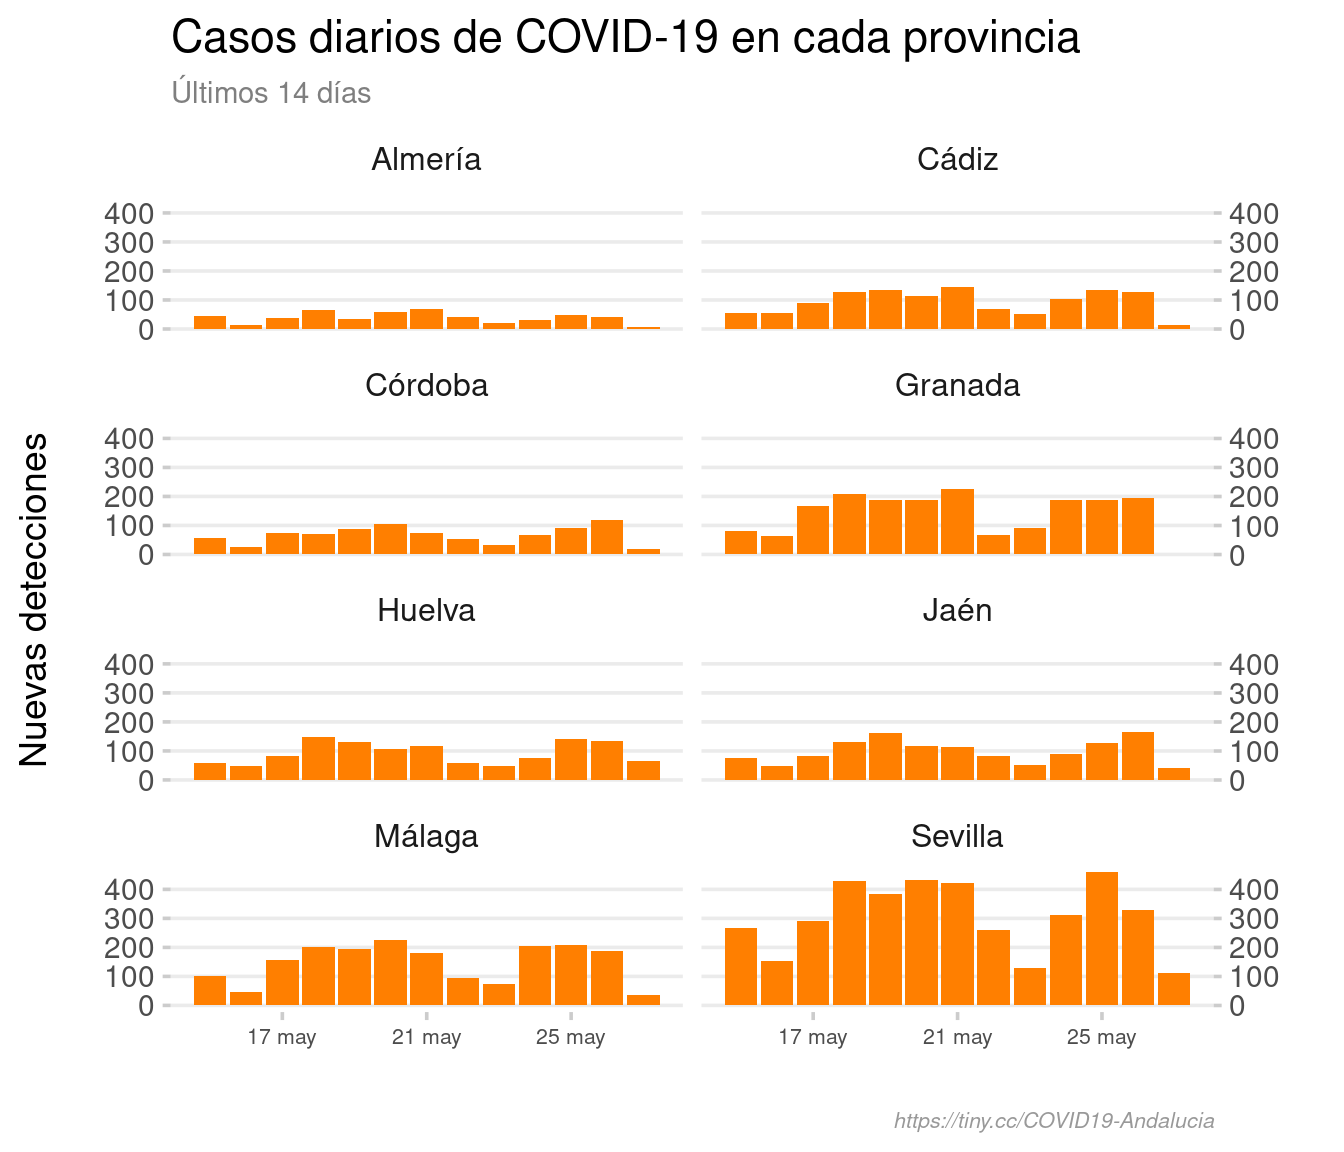 Casos diarios de COVID-19 en cada provincia
Últimos 14 días
Nuevas detecciones
Almería
Cádiz
400
300
200
100
0
400
300
200
100
0
Córdoba
Granada
400
300
200
100
0
400
300
200
100
0
Huelva
Jaén
400
300
200
100
0
400
300
200
100
0
Málaga
Sevilla
400
300
200
100
0
400
300
200
100
0
17 may 21 may 25 may
17 may 21 may 25 may
https://tiny.cc/COVID19-Andalucia